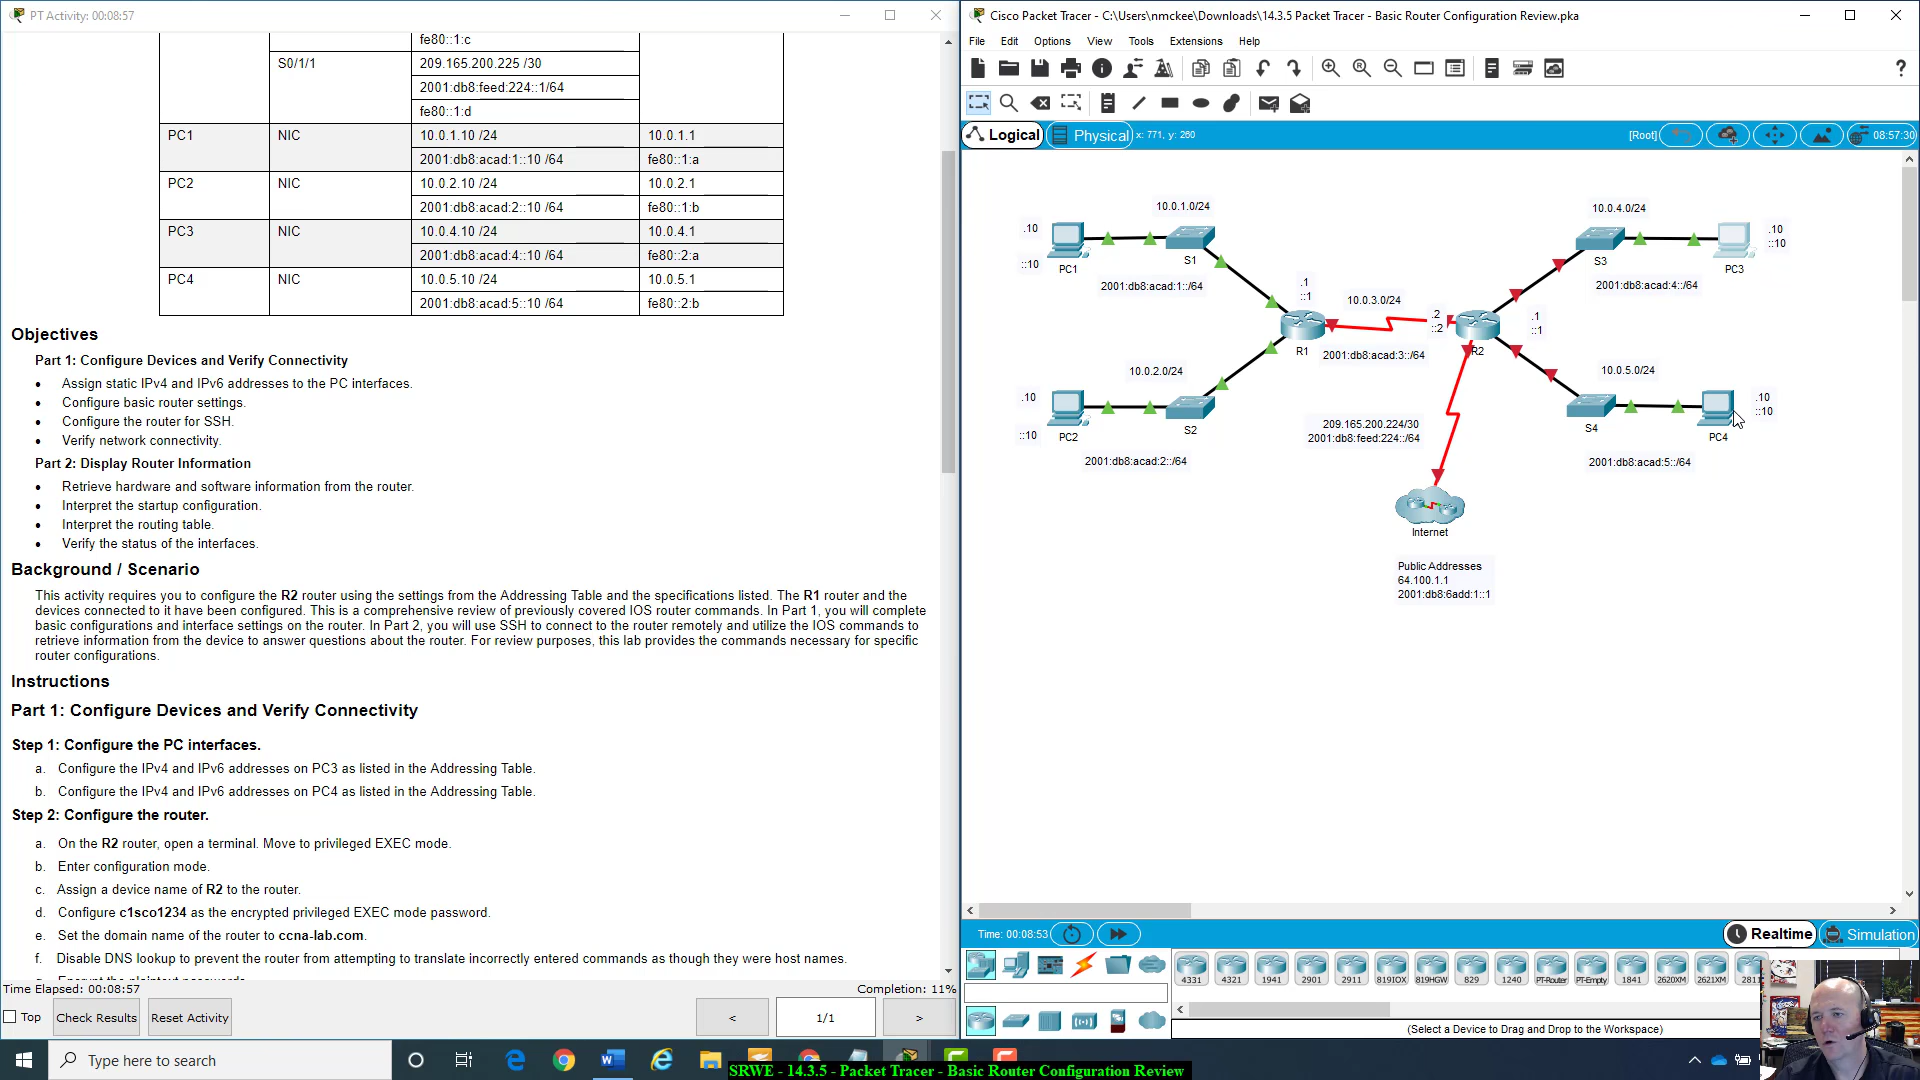 PT Activity: 00:08:57
fe80::1:c
S0/1/1
209.165.200.225 /30
2001:db8:feed:224::1/64
fe80::1:d
PC1 NIC 10.0.1.10 /24 10.0.1.1
2001:db8:acad:1::10 /64 fe80::1:a
PC2 NIC 10.0.2.10 /24 10.0.2.1
2001:db8:acad:2::10 /64 fe80::1:b
PC3 NIC 10.0.4.10 /24 10.0.4.1
2001:db8:acad:4::10 /64 fe80::2:a
PC4 NIC 10.0.5.10 /24 10.0.5.1
2001:db8:acad:5::10 /64 fe80::2:b
Objectives
Part 1: Configure Devices and Verify Connectivity
• Assign static IPv4 and IPv6 addresses to the PC interfaces.
• Configure basic router settings.
• Configure the router for SSH.
• Verify network connectivity.
Part 2: Display Router Information
• Retrieve hardware and software information from the router.
• Interpret the startup configuration.
• Interpret the routing table.
• Verify the status of the interfaces.
Background / Scenario
This activity requires you to configure the R2 router using the settings from the Addressing Table and the specifications listed. The R1 router and the
devices connected to it have been configured. This is a comprehensive review of previously covered IOS router commands. In Part 1, you will complete
basic configurations and interface settings on the router. In Part 2, you will use SSH to connect to the router remotely and utilize the IOS commands to
retrieve information from the device to answer questions about the router. For review purposes, this lab provides the commands necessary for specific
router configurations.
Instructions
Part 1: Configure Devices and Verify Connectivity
Step 1: Configure the PC interfaces.
a. Configure the IPv4 and IPv6 addresses on PC3 as listed in the Addressing Table.
b. Configure the IPv4 and IPv6 addresses on PC4 as listed in the Addressing Table.
Step 2: Configure the router.
a. On the R2 router, open a terminal. Move to privileged EXEC mode.
b. Enter configuration mode.
c. Assign a device name of R2 to the router.
d. Configure c1sco1234 as the encrypted privileged EXEC mode password.
e. Set the domain name of the router to ccna-lab.com.
f. Disable DNS lookup to prevent the router from attempting to translate incorrectly entered commands as though they were host names.
Time Elapsed: 00:08:57 Completion: 11%
Top Check Results Reset Activity < 1/1 >
Cisco Packet Tracer - C:\Users\nmckee\Downloads\14.3.5 Packet Tracer - Basic Router Configuration Review.pka
File Edit Options View Tools Extensions Help
?
Logical Physical x: 771, y: 260 [Root] 08:57:30
10.0.1.0/24
10.0.4.0/24
.10
::10
PC1
S1
2001:db8:acad:1::/64
.1
::1
R1
10.0.3.0/24
2001:db8:acad:3::/64
.2
::2
R2
.1
::1
S3
2001:db8:acad:4::/64
PC3
.10
::10
10.0.2.0/24
.10
::10
PC2
S2
2001:db8:acad:2::/64
10.0.5.0/24
.10
::10
S4
PC4
2001:db8:acad:5::/64
209.165.200.224/30
2001:db8:feed:224::/64
Internet
Public Addresses
64.100.1.1
2001:db8:6add:1::1
Time: 00:08:53 Realtime Simulation
4331 4321 1941 2901 2911 819IOX 819HGW 829 1240 PT-Router PT-Empty 1841 2620XM 2621XM 2811
(Select a Device to Drag and Drop to the Workspace)
Type here to search
SRWE - 14.3.5 - Packet Tracer - Basic Router Configuration Review